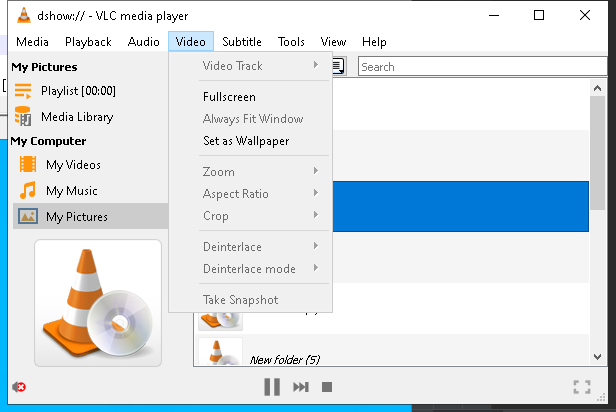 dshow:// - VLC media player
Media Playback Audio Video Subtitle Tools View Help
My Pictures
Playlist [00:00]
Media Library
My Computer
My Videos
My Music
My Pictures
Video Track
Fullscreen
Always Fit Window
Set as Wallpaper
Zoom
Aspect Ratio
Crop
Deinterlace
Deinterlace mode
Take Snapshot
Search
New folder (5)